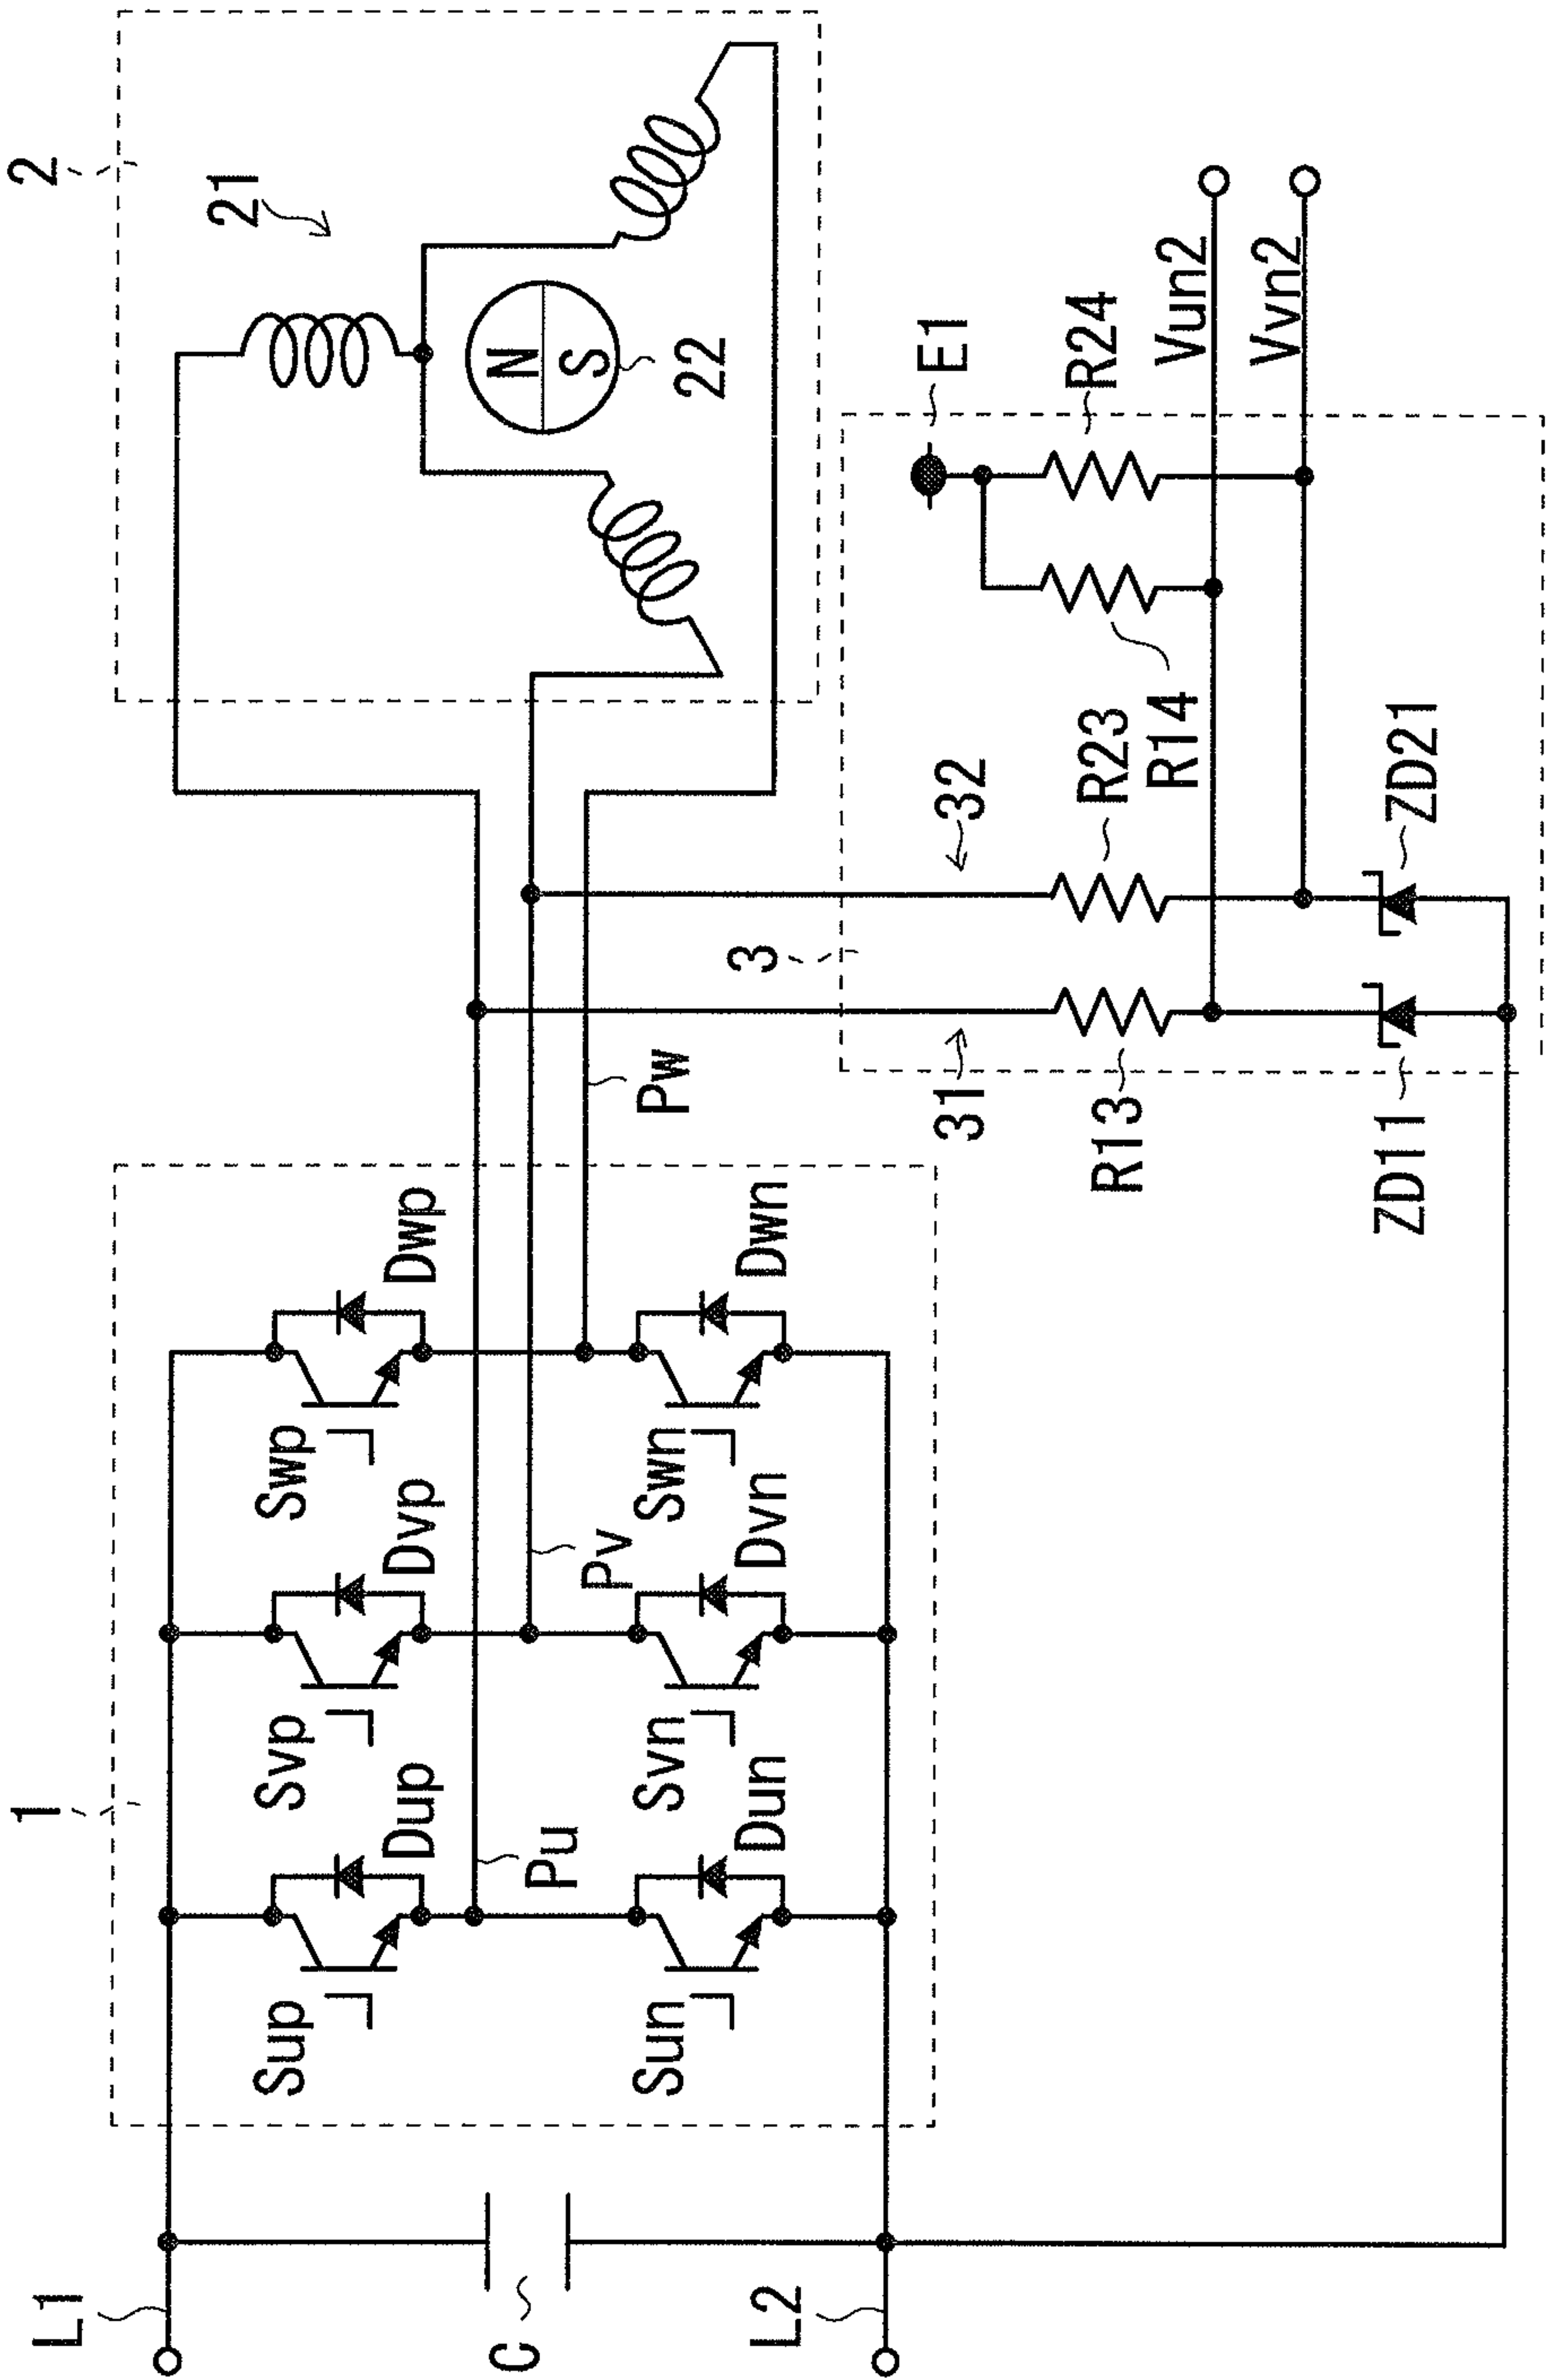 1
2
L1
L2
C
Sup
Dup
Svp
Dvp
Swp
Dwp
Pu
Pv
Pw
Sun
Dun
Svn
Dvn
Swn
Dwn
21
N
S
22
3
31
32
E1
R13
R23
R14
R24
Vun2
Vvn2
ZD11
ZD21